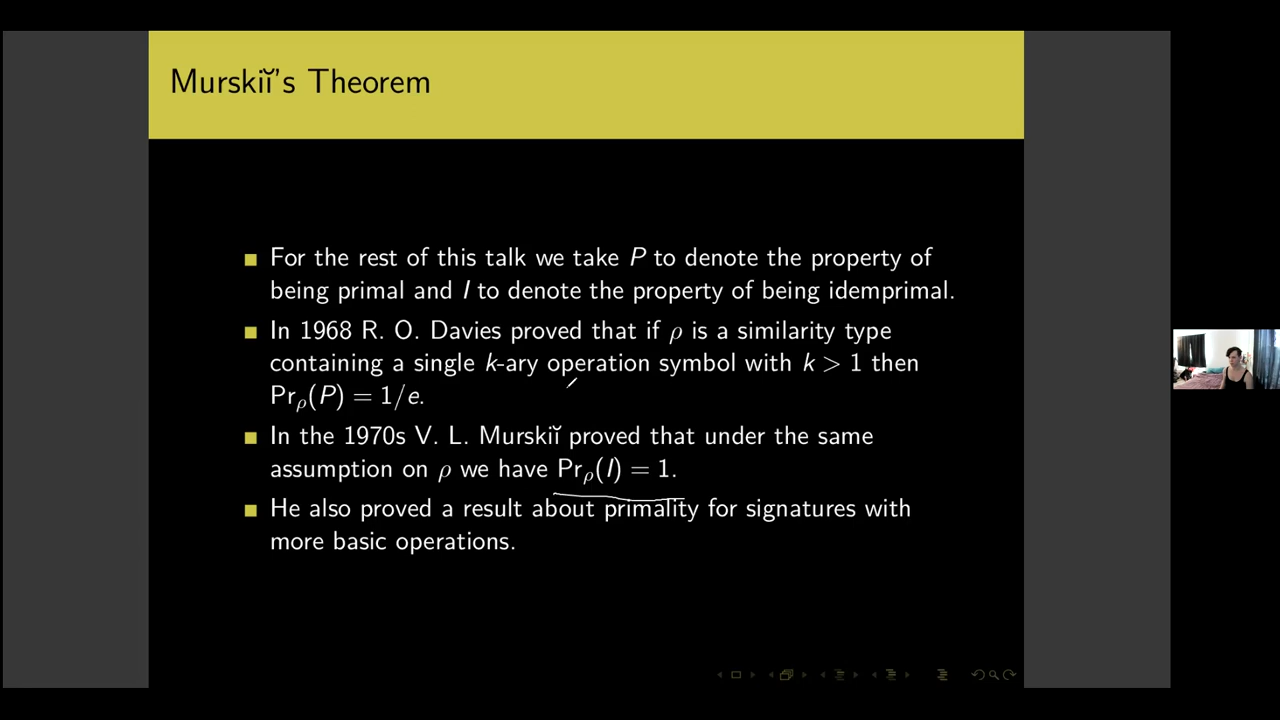 Murskiĭ's Theorem
For the rest of this talk we take P to denote the property of
being primal and I to denote the property of being idemprimal.
In 1968 R. O. Davies proved that if ρ is a similarity type
containing a single k-ary operation symbol with k > 1 then
Prρ(P) = 1/e.
In the 1970s V. L. Murskiĭ proved that under the same
assumption on ρ we have Prρ(I) = 1.
He also proved a result about primality for signatures with
more basic operations.